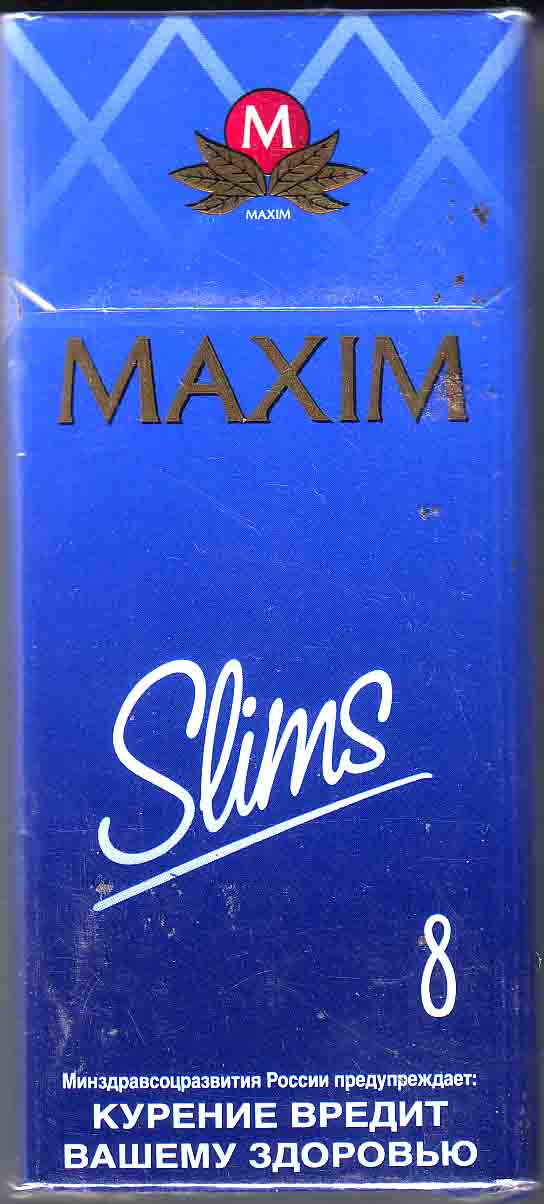 M
MAXIM
MAXIM
Slims
8
Минздравсоцразвития России предупреждает:
КУРЕНИЕ ВРЕДИТ
ВАШЕМУ ЗДОРОВЬЮ